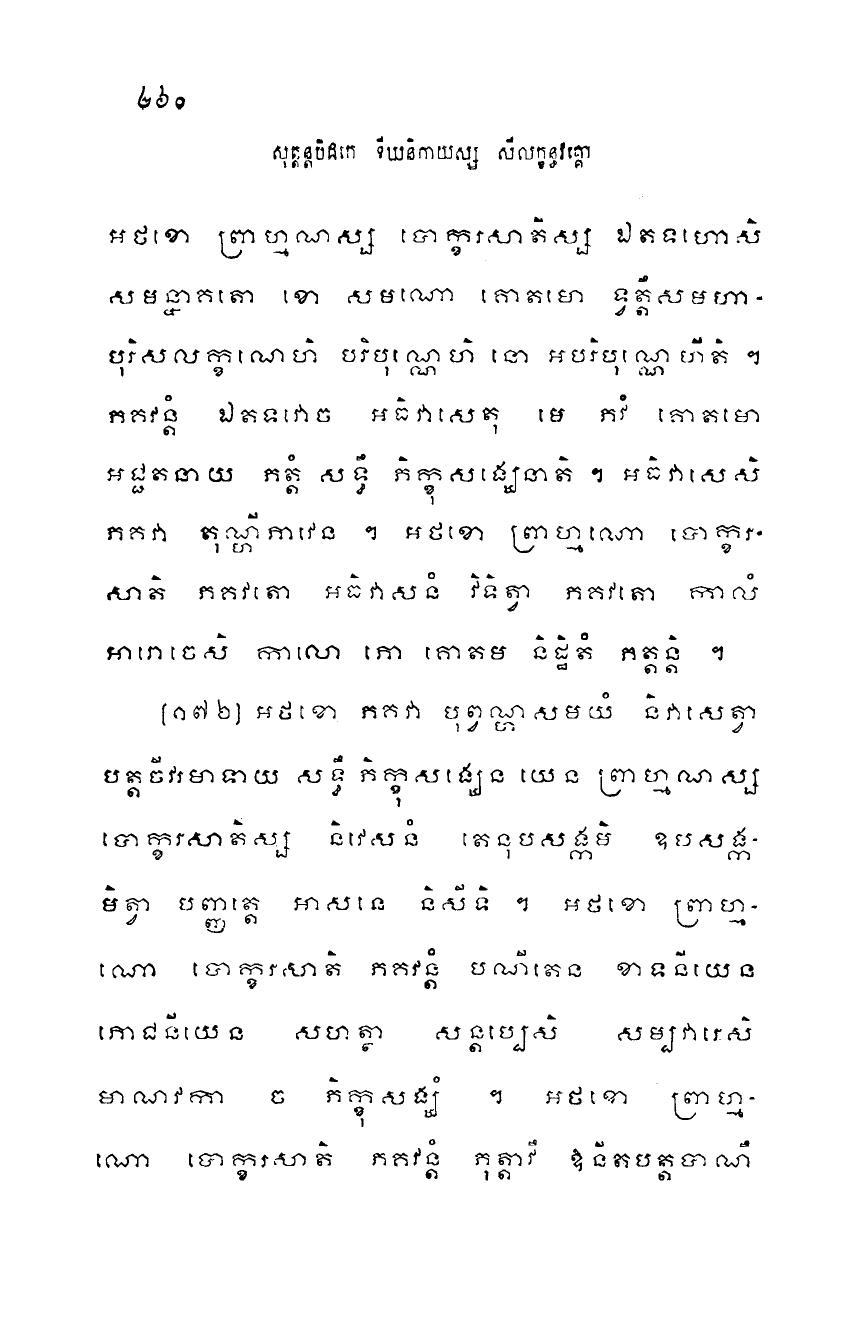 ៤៦០
សុត្តន្តបិដកេ ទីឃនិកាយស្ស សីលក្ខន្ធវគ្គោ
អថខោ ព្រាហ្មណស្ស បោក្ខរសាតិស្ស ឯតទហោសិ
សមន្នាគតោ ខោ សមណោ គោតមោ ទ្វត្តឹសមហា-
បុរិសលក្ខណេហិ បរិបុណ្ណេហិ នោ អបរិបុណ្ណេហីតិ ។
ភគវន្តំ ឯតទវោច អធិវាសេតុ មេ ភវំ គោតមោ
អជ្ជតនាយ ភត្តំ សទ្ធឹ ភិក្ខុសង្ឃេនាតិ ។ អធិវាសេសិ
ភគវា តុណ្ហីភាវេន ។ អថខោ ព្រាហ្មណោ បោក្ខរ-
សាតិ ភគវតោ អធិវាសនំ វិទិត្វា ភគវតោ កាលំ
អារោចេសិ កាលោ ភោ គោតម និដ្ឋិតំ ភត្តន្តិ ។
[១៧២] អថខោ ភគវា បុព្វណ្ហសមយំ និវាសេត្វា
បត្តចីវរមាទាយ សទ្ធឹ ភិក្ខុសង្ឃេន យេន ព្រាហ្មណស្ស
បោក្ខរសាតិស្ស និវេសនំ តេនុបសង្កមិ ឧបសង្ក-
មិត្វា បញ្ញត្តេ អាសនេ និសីទិ ។ អថខោ ព្រាហ្ម-
ណោ បោក្ខរសាតិ ភគវន្តំ បណីតេន ខាទនីយេន
ភោជនីយេន សហត្ថា សន្តប្បេសិ សម្បវារេសិ
មាណវកា ច ភិក្ខុសង្ឃំ ។ អថខោ ព្រាហ្ម-
ណោ បោក្ខរសាតិ ភគវន្តំ ភុត្តាវឹ ឱនីតបត្តបាណឹ